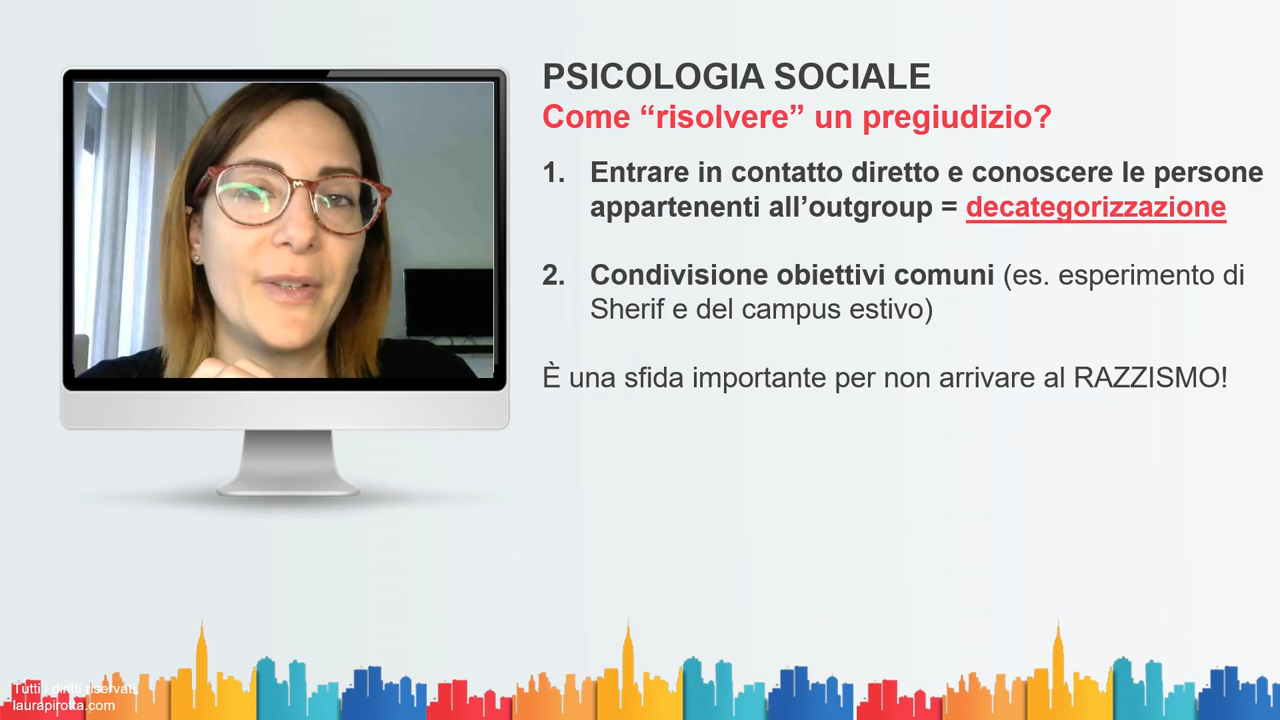 PSICOLOGIA SOCIALE
Come “risolvere” un pregiudizio?
1. Entrare in contatto diretto e conoscere le persone
appartenenti all’outgroup = decategorizzazione
2. Condivisione obiettivi comuni (es. esperimento di
Sherif e del campus estivo)
È una sfida importante per non arrivare al RAZZISMO!
Tutti i diritti riservati
laurapirotta.com